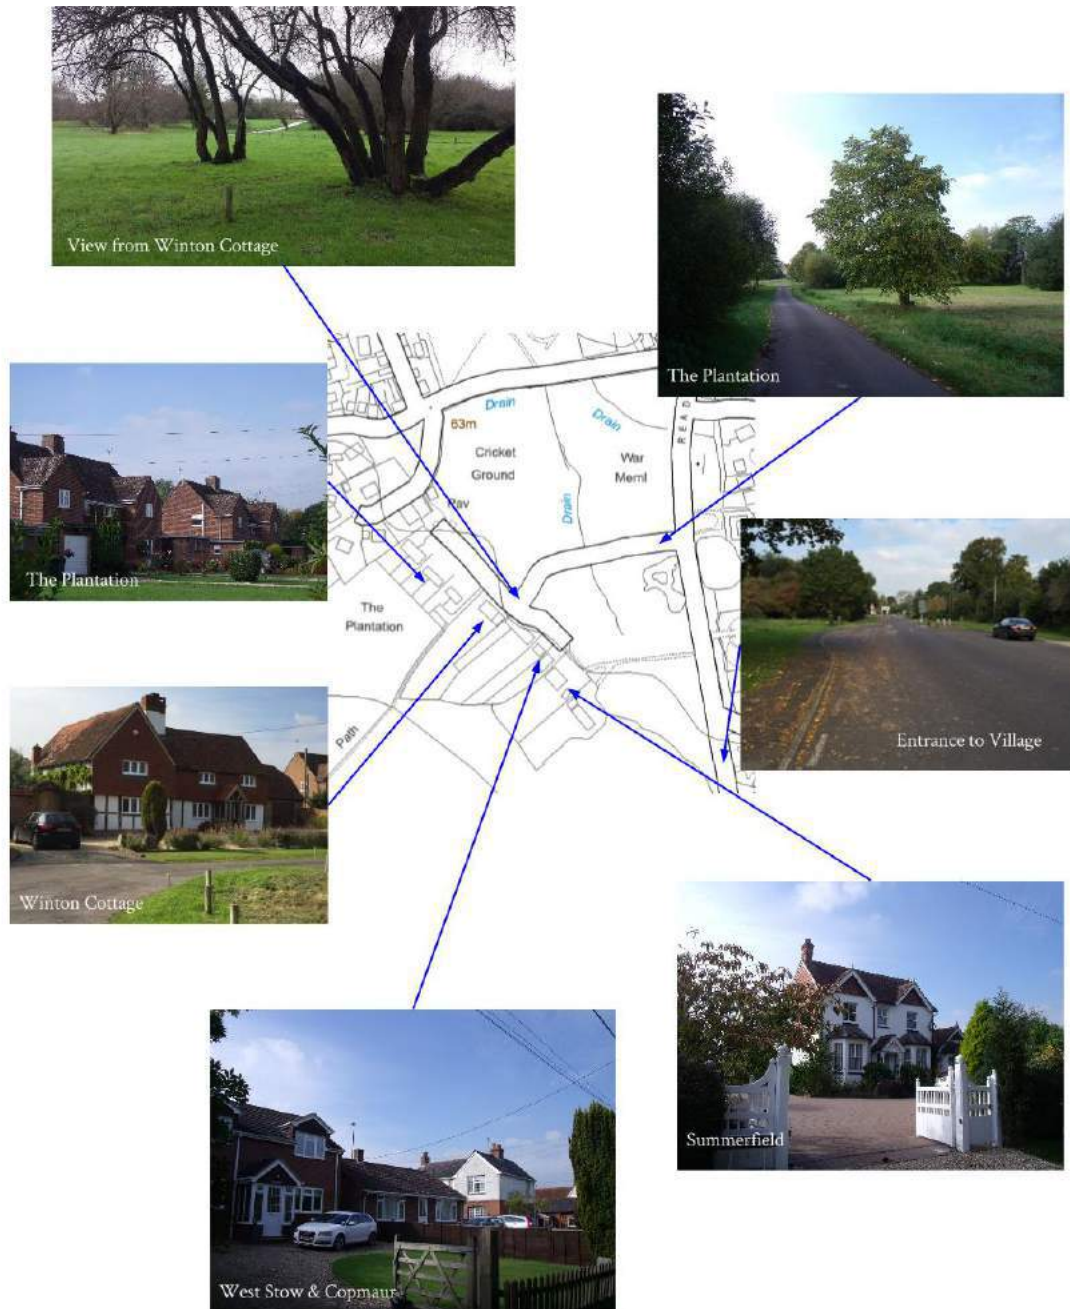 View from Winton Cottage
The Plantation
The Plantation
Drain
63m
Drain
READ
Cricket
Ground
War
Meml
Pav
Drain
Entrance to Village
The
Plantation
Path
Winton Cottage
Summerfield
West Stow & Copmaur